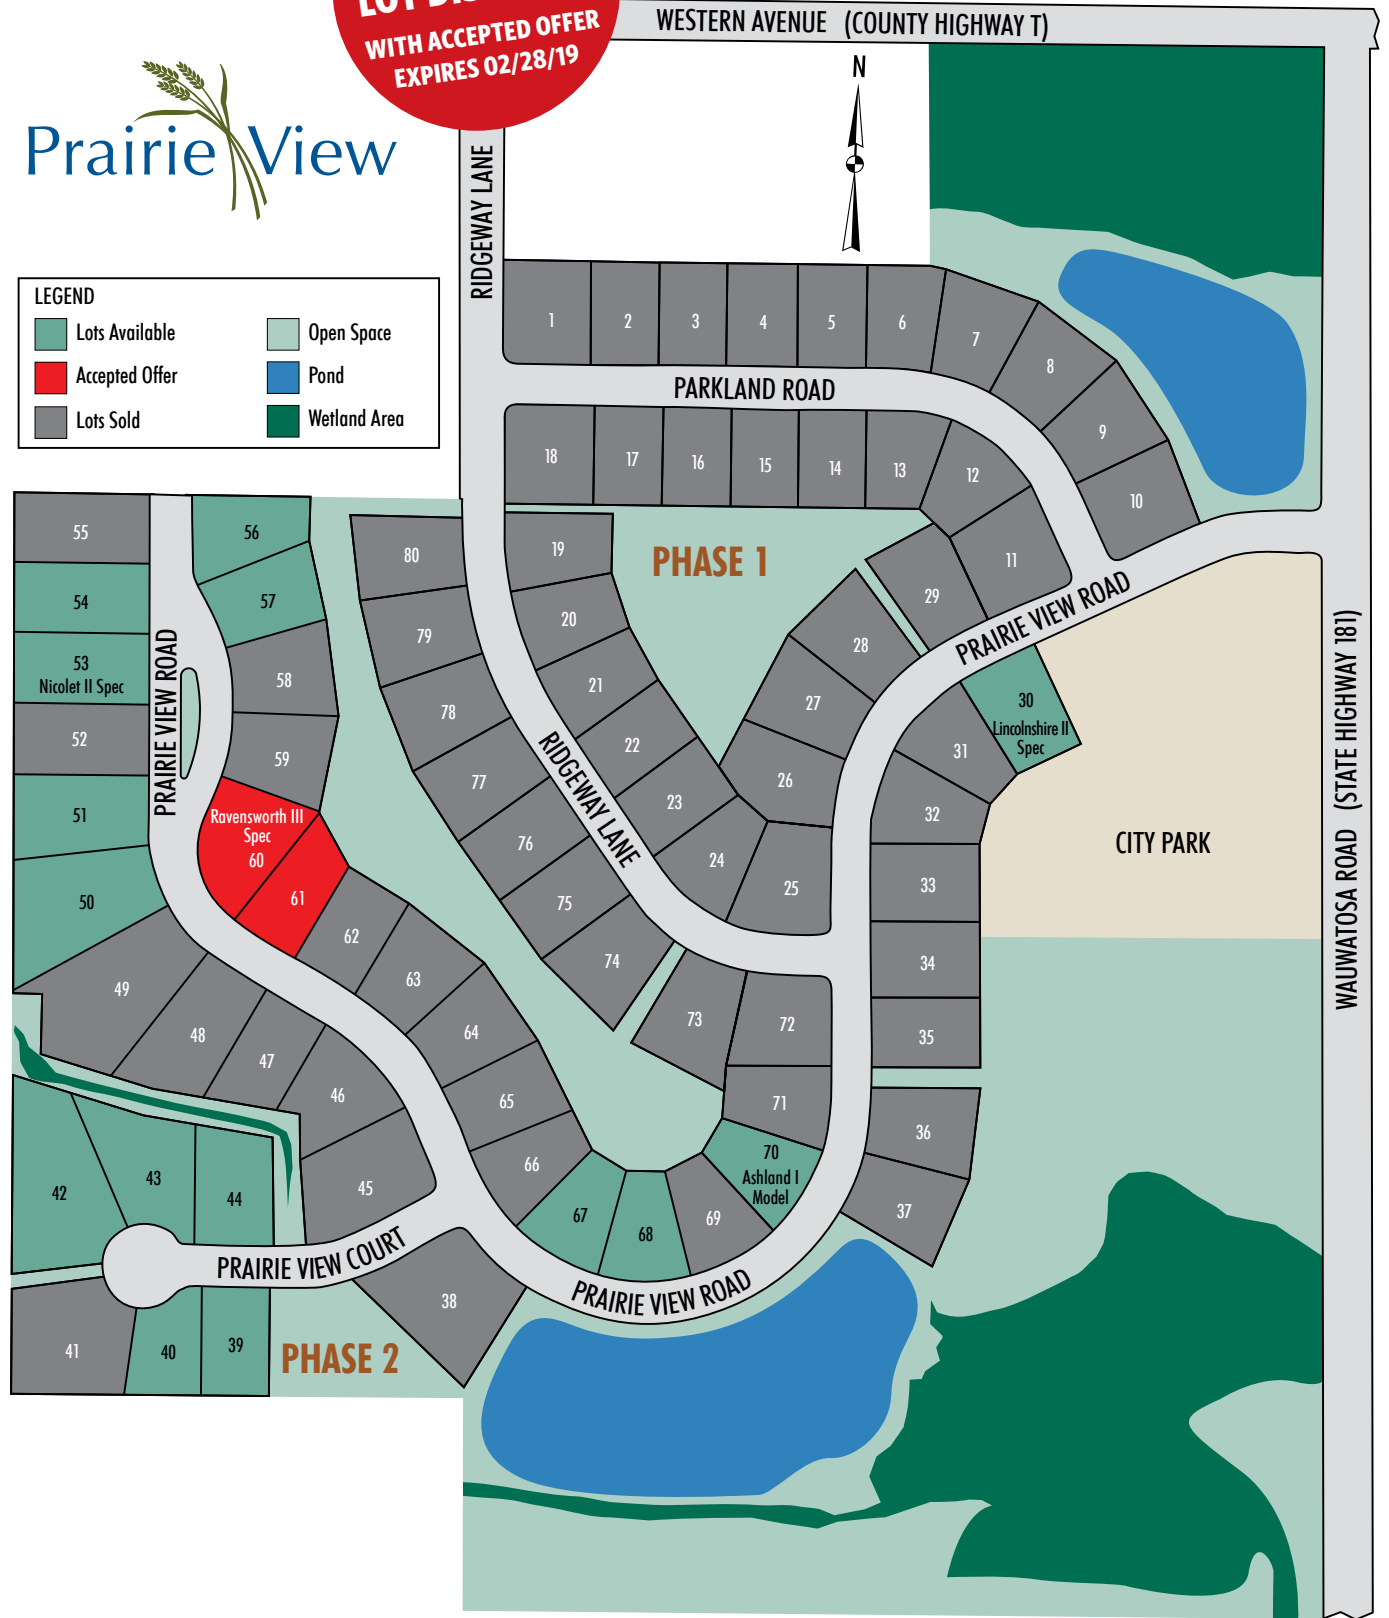 WITH ACCEPTED OFFER
EXPIRES 02/28/19
WESTERN AVENUE (COUNTY HIGHWAY T)
N
Prairie View
RIDGEWAY LANE
LEGEND
Lots Available
Open Space
Accepted Offer
Pond
Lots Sold
Wetland Area
1
2
3
4
5
6
7
8
9
10
PARKLAND ROAD
18
17
16
15
14
13
12
11
PHASE 1
PRAIRIE VIEW ROAD
WAUWATOSA ROAD (STATE HIGHWAY 181)
CITY PARK
55
54
53
Nicolet II Spec
52
51
50
49
48
47
46
45
PRAIRIE VIEW ROAD
56
57
58
59
Ravensworth III
Spec
60
61
62
63
64
65
66
67
68
69
70
Ashland I
Model
71
72
73
74
75
76
77
78
79
80
RIDGEWAY LANE
19
20
21
22
23
24
25
26
27
28
29
30
Lincolnshire II
Spec
31
32
33
34
35
36
37
42
43
44
PRAIRIE VIEW COURT
PRAIRIE VIEW ROAD
38
41
40
39
PHASE 2